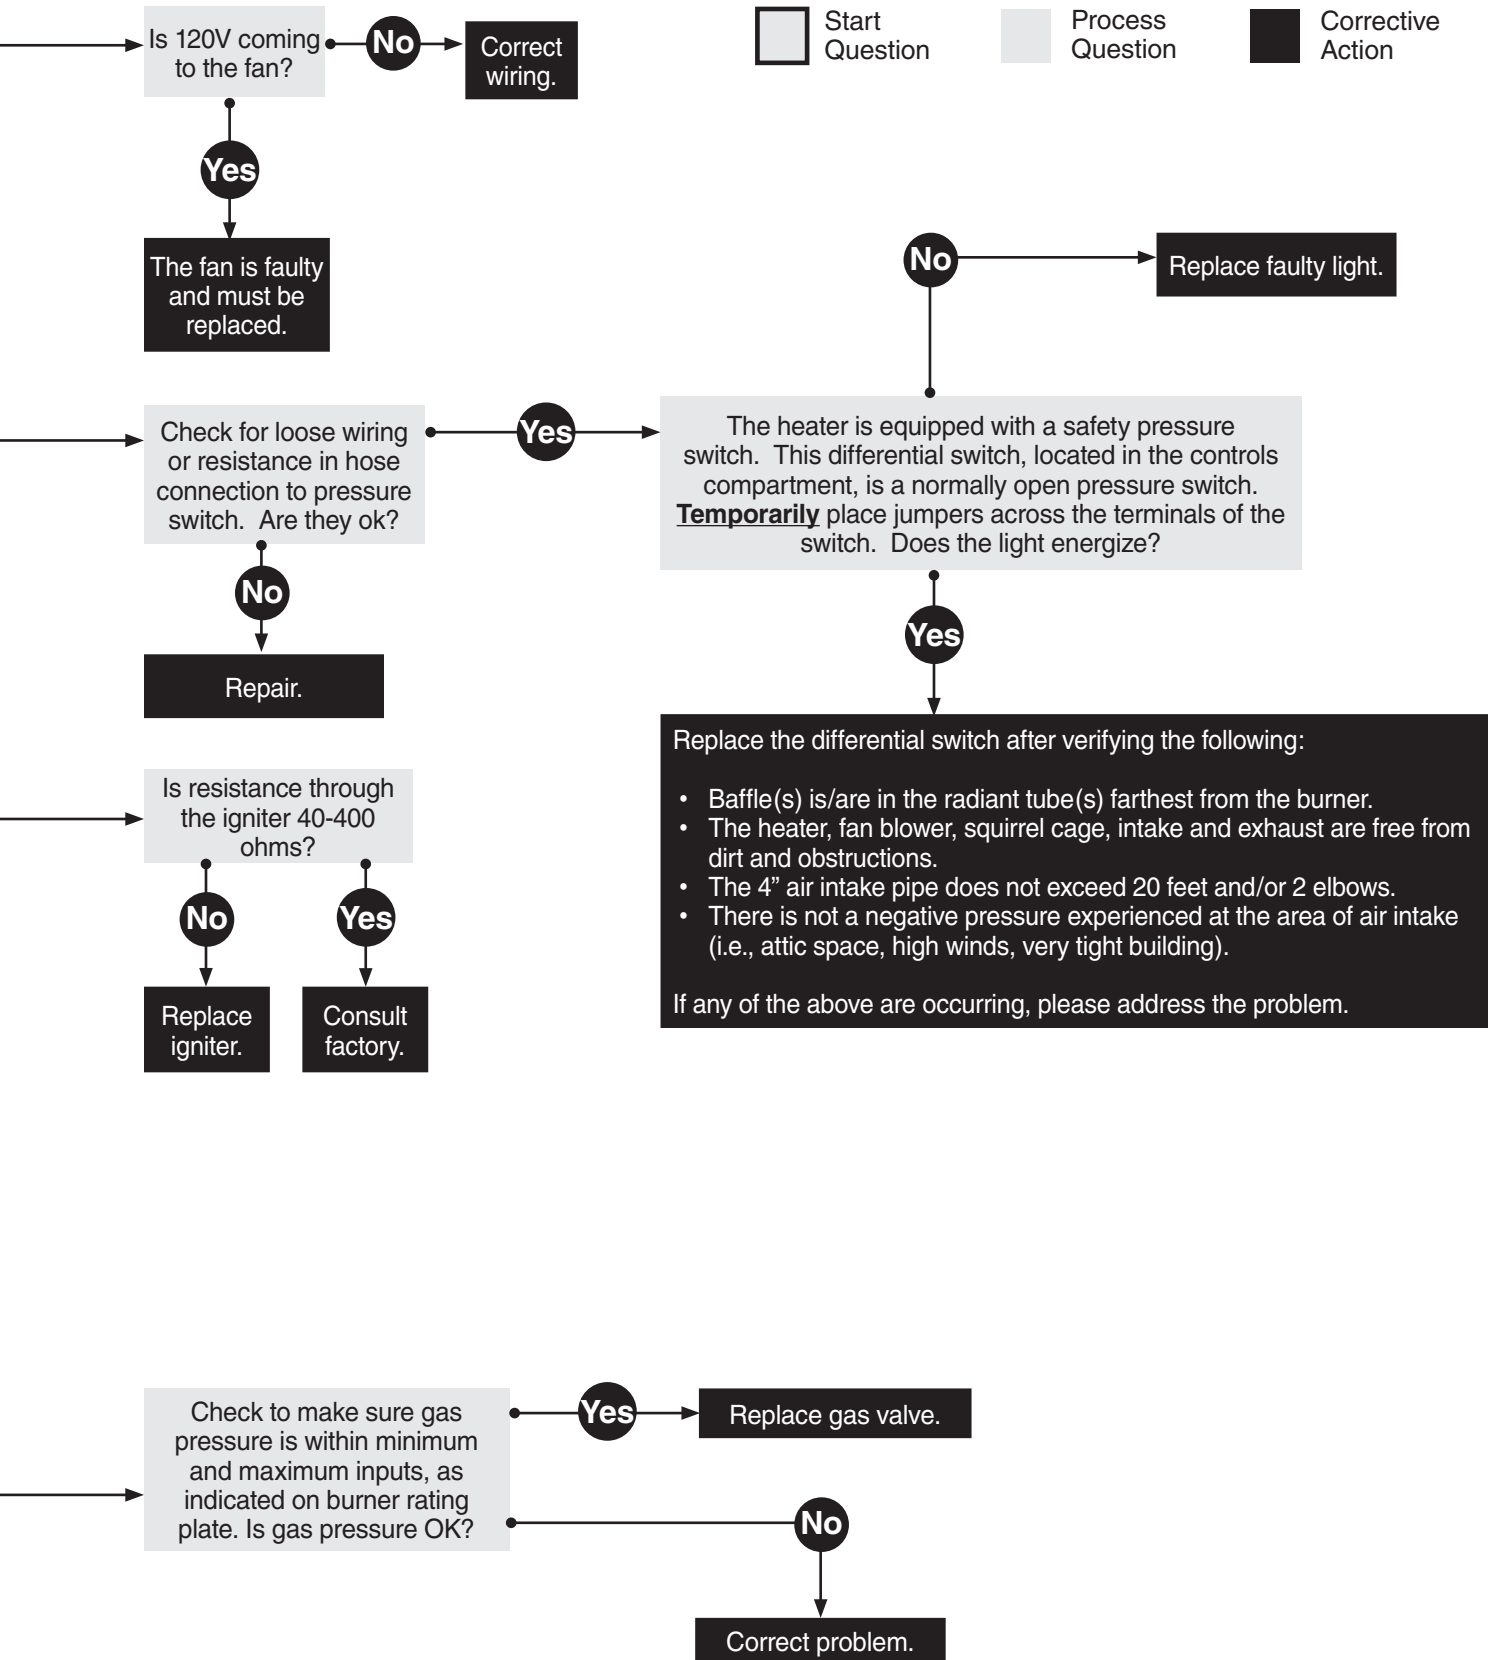 Is 120V coming
to the fan?
No
Correct
wiring.
Start
Question
Process
Question
Corrective
Action
Yes
The fan is faulty
and must be
replaced.
No
Replace faulty light.
Check for loose wiring
or resistance in hose
connection to pressure
switch.  Are they ok?
Yes
The heater is equipped with a safety pressure
switch.  This differential switch, located in the controls
compartment, is a normally open pressure switch.
Temporarily place jumpers across the terminals of the
switch.  Does the light energize?
No
Repair.
Yes
Replace the differential switch after verifying the following:
• Baffle(s) is/are in the radiant tube(s) farthest from the burner.
• The heater, fan blower, squirrel cage, intake and exhaust are free from
dirt and obstructions.
• The 4” air intake pipe does not exceed 20 feet and/or 2 elbows.
• There is not a negative pressure experienced at the area of air intake
(i.e., attic space, high winds, very tight building).
If any of the above are occurring, please address the problem.
Is resistance through
the igniter 40-400
ohms?
No
Yes
Replace
igniter.
Consult
factory.
Check to make sure gas
pressure is within minimum
and maximum inputs, as
indicated on burner rating
plate. Is gas pressure OK?
Yes
Replace gas valve.
No
Correct problem.